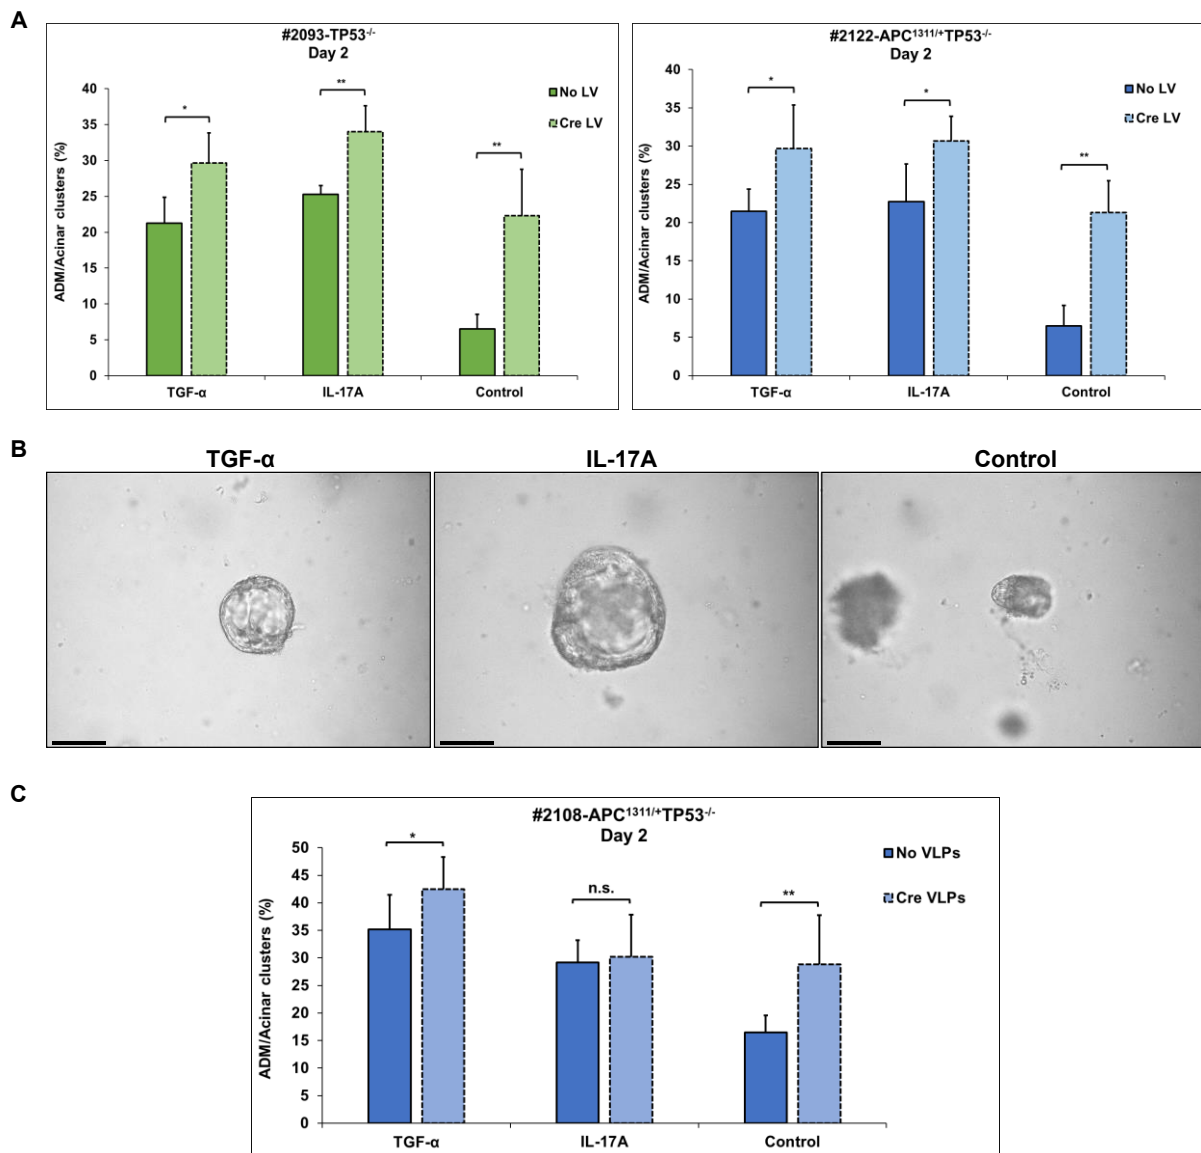 A
#2093-TP53-/-
Day 2
40
35
30
25
20
15
10
5
0
ADM/Acinar clusters (%)
*
**
**
No LV
Cre LV
TGF-α
IL-17A
Control
#2122-APC1311/+TP53-/-
Day 2
40
35
30
25
20
15
10
5
0
ADM/Acinar clusters (%)
*
*
**
No LV
Cre LV
TGF-α
IL-17A
Control
B
TGF-α
IL-17A
Control
C
#2108-APC1311/+TP53-/-
Day 2
50
45
40
35
30
25
20
15
10
5
0
ADM/Acinar clusters (%)
*
n.s.
**
No VLPs
Cre VLPs
TGF-α
IL-17A
Control